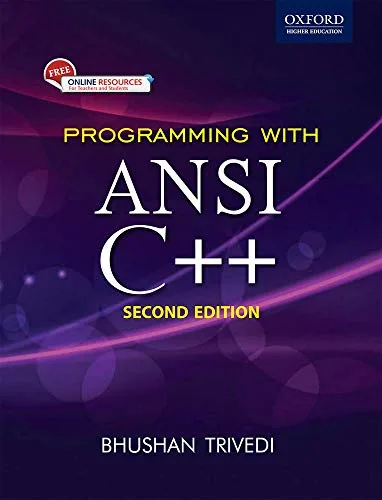 OXFORD
HIGHER EDUCATION
FREE
ONLINE RESOURCES
For Teachers and Students
PROGRAMMING WITH
ANSI
C++
SECOND EDITION
BHUSHAN TRIVEDI